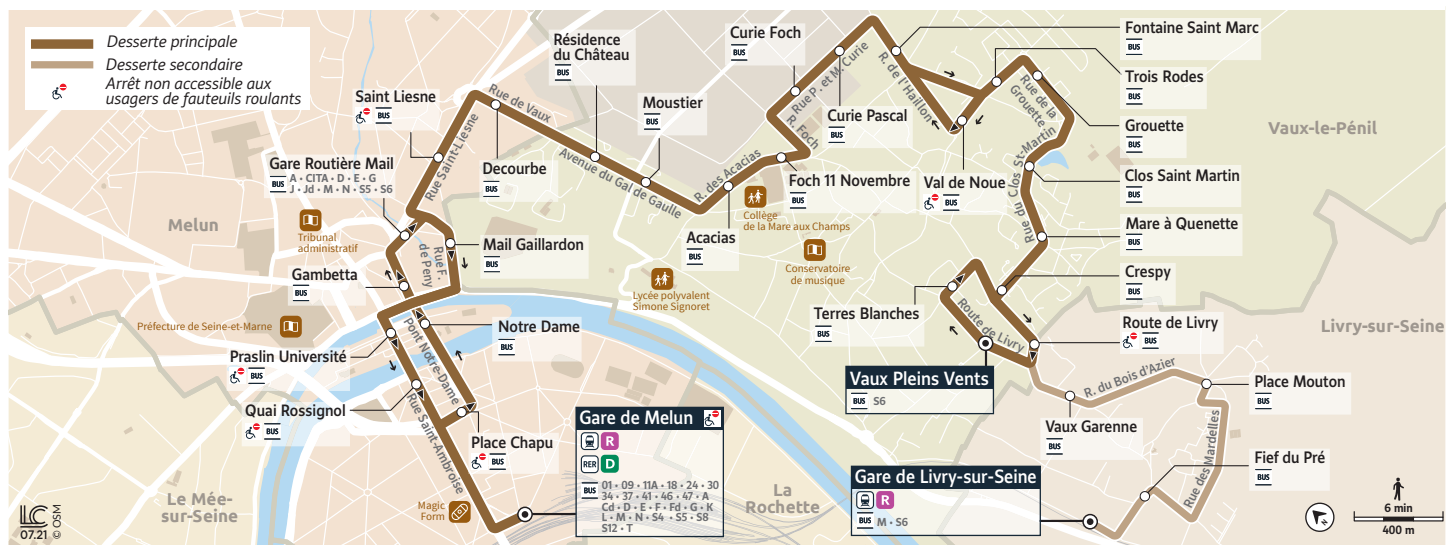 Desserte principale
Desserte secondaire
Arrêt non accessible aux
usagers de fauteuils roulants
Saint Liesne
BUS
Gare Routière Mail
BUS
A • CITA • D • E • G
J • Jd • M • N • S5 • S6
Melun
Tribunal
administratif
Gambetta
BUS
Préfecture de Seine-et-Marne
Praslin Université
BUS
Quai Rossignol
BUS
Le Mée-
sur-Seine
Rue Saint-Liesne
Rue de Vaux
Decourbe
BUS
Résidence
du Château
BUS
Moustier
BUS
Avenue du Gal de Gaulle
Rue F.
de Peny
Mail Gaillardon
BUS
Notre Dame
BUS
Pont Notre-Dame
Rue Saint-Ambroise
Place Chapu
BUS
Magic
Form
Gare de Melun
R
RER D
BUS
01 • 09 • 11A • 18 • 24 • 30
34 • 37 • 41 • 46 • 47 • A
Cd • D • E • F • Fd • G • K
L • M • N • S4 • S5 • S8
S12 • T
Lycée polyvalent
Simone Signoret
Acacias
BUS
R. des Acacias
Collège
de la Mare aux Champs
Conservatoire
de musique
Foch 11 Novembre
BUS
R. Foch
Rue P. et M. Curie
Curie Foch
BUS
Curie Pascal
BUS
R. de l'Haillon
Fontaine Saint Marc
BUS
Trois Rodes
BUS
Rue de la
Grouette
Grouette
BUS
Vaux-le-Pénil
Val de Noue
BUS
Rue du Clos St-Martin
Clos Saint Martin
BUS
Mare à Quenette
BUS
Crespy
BUS
Terres Blanches
BUS
Route de Livry
Route de Livry
BUS
Livry-sur-Seine
Vaux Pleins Vents
BUS
S6
R. du Bois d'Azier
Place Mouton
BUS
Vaux Garenne
BUS
Rue des Mardelles
Fief du Pré
BUS
Gare de Livry-sur-Seine
R
BUS
M • S6
La
Rochette
6 min
400 m
N
LC
07.21
© OSM